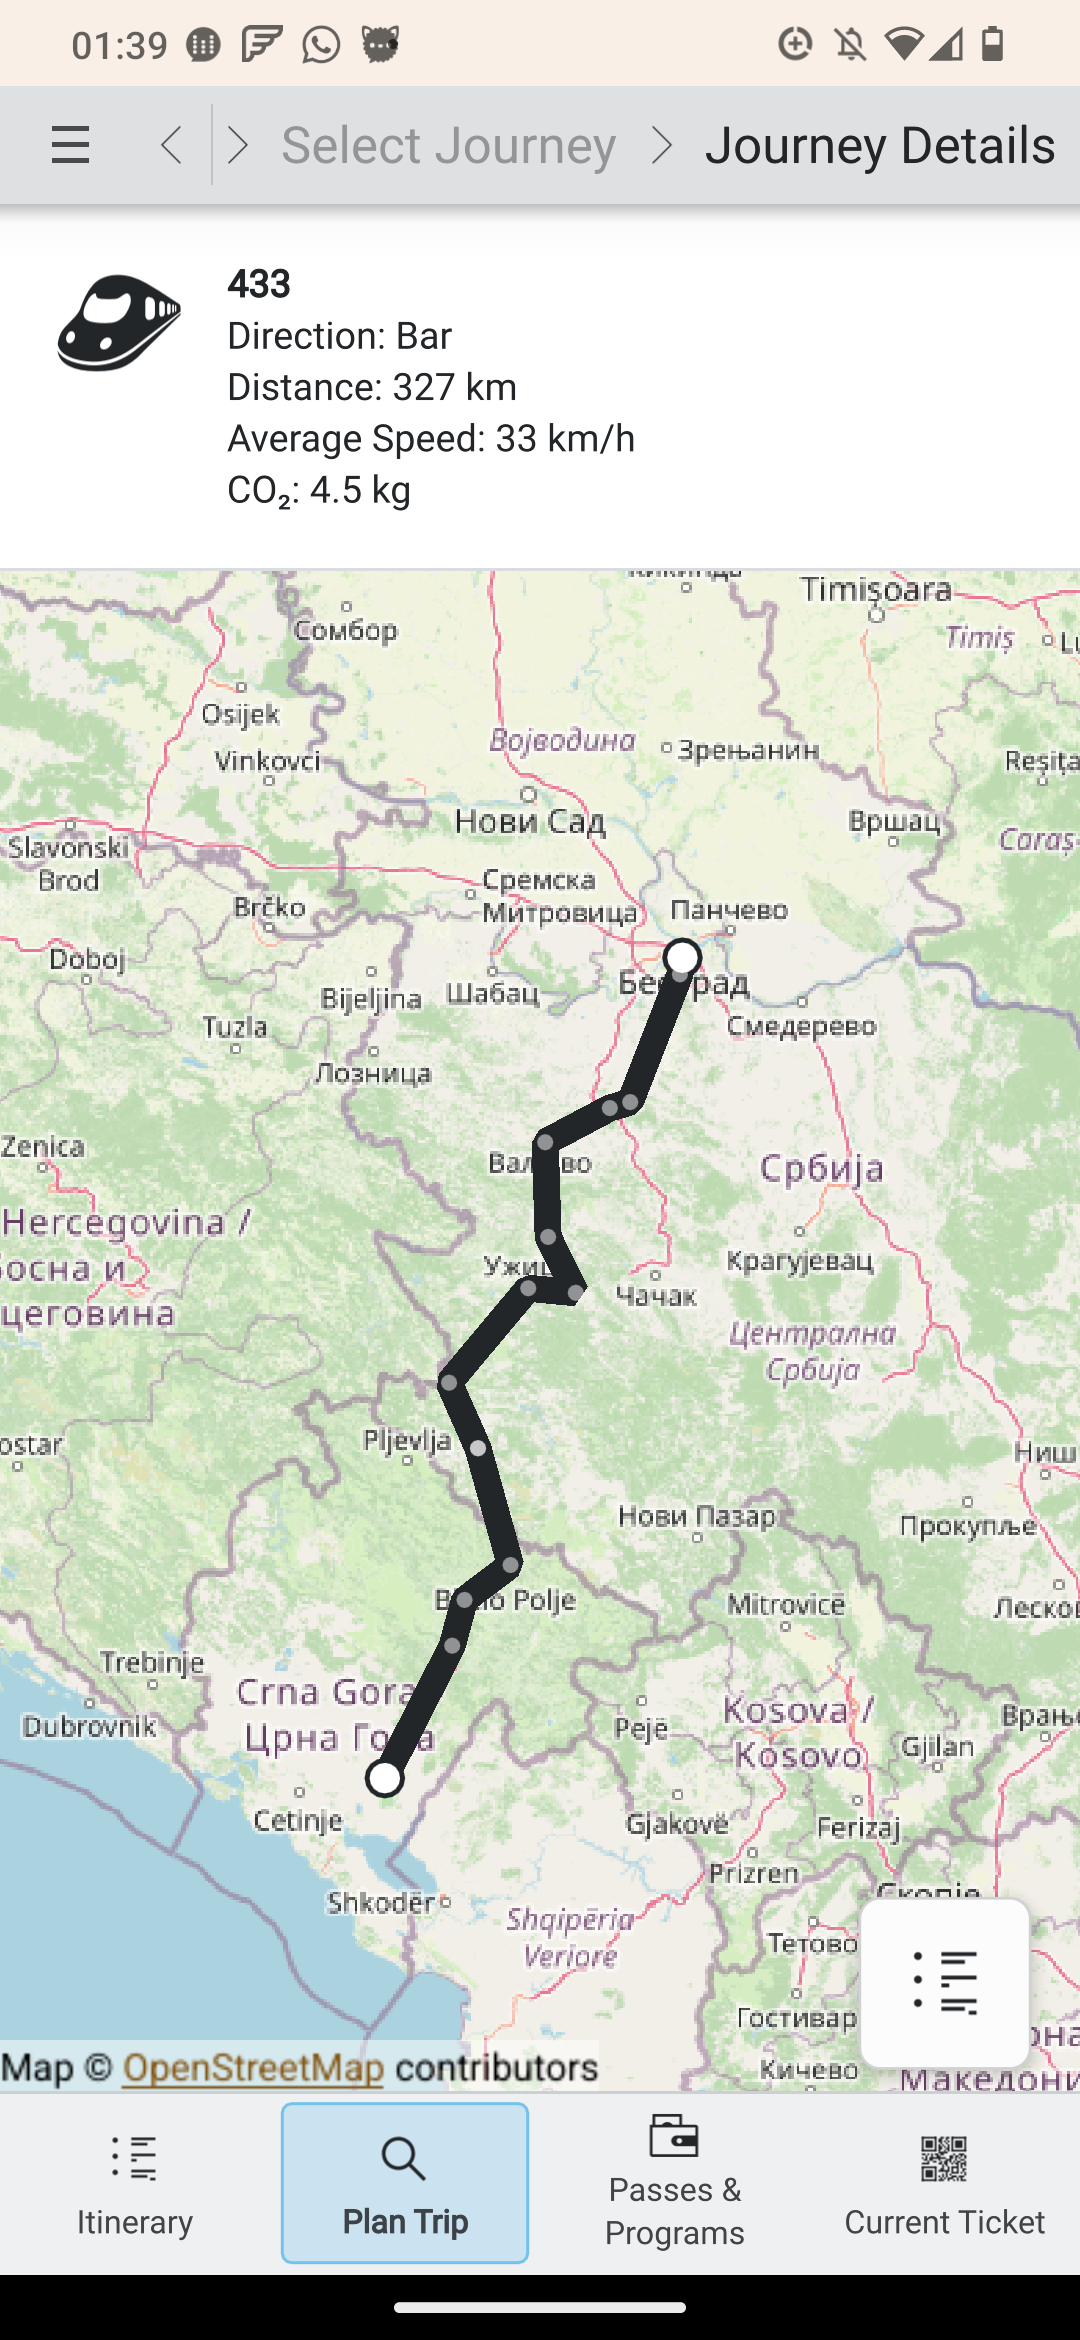 01:39
Select Journey
Journey Details
433
Direction: Bar
Distance: 327 km
Average Speed: 33 km/h
CO₂: 4.5 kg
Timișoara
Сомбор
Timiș
Osijek
Војводина
Зрењанин
Vinkovci
Reșița
Нови Сад
Вршац
Slavonski
Brod
Caraș-
Сремска
Митровица
Brčko
Панчево
Doboj
Bijeljina
Шабац
Смедерево
Tuzla
Лозница
Zenica
Србија
Hercegovina /
Крагујевац
Чачак
Централна
Србија
Pljevlja
Ниш
Нови Пазар
Прокупље
Polje
Mitrovicë
Trebinje
Crna Gora
Kosova /
Kosovo
Dubrovnik
Црна
Pejë
Gjilan
Cetinje
Gjakovë
Ferizaj
Prizren
Shkodër
Shqipëria
Veriore
Тетово
Гостивар
Кичево
Map © OpenStreetMap contributors
Itinerary
Plan Trip
Passes &
Programs
Current Ticket